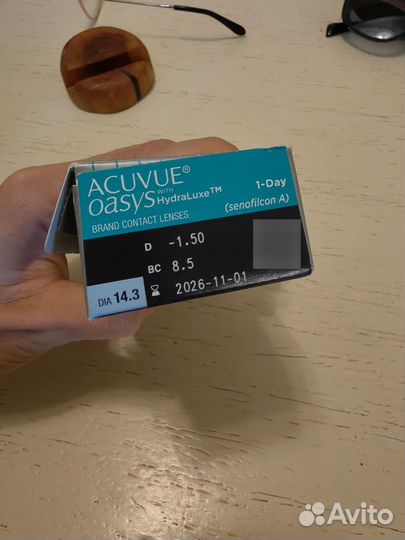 ACUVUE®
OASYS WITH HydraLuxe™
1-Day
BRAND CONTACT LENSES
(senofilcon A)
D -1.50
BC 8.5
DIA 14.3
2026-11-01
Avito